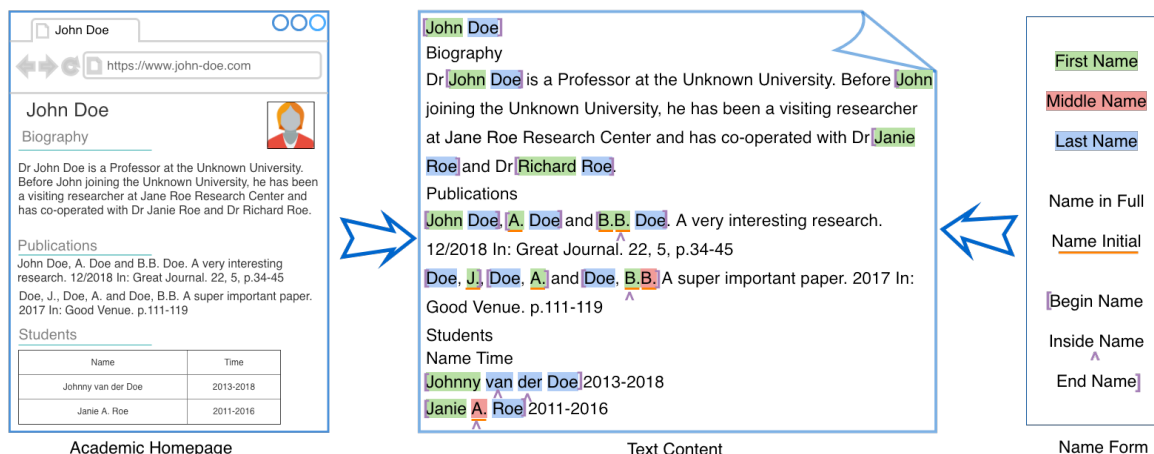 John Doe
https://www.john-doe.com
John Doe
Biography
Dr John Doe is a Professor at the Unknown University.
Before John joining the Unknown University, he has been
a visiting researcher at Jane Roe Research Center and
has co-operated with Dr Janie Roe and Dr Richard Roe.
Publications
John Doe, A. Doe and B.B. Doe. A very interesting
research. 12/2018 In: Great Journal. 22, 5, p.34-45
Doe, J., Doe, A. and Doe, B.B. A super important paper.
2017 In: Good Venue. p.111-119
Students
Name Time
Johnny van der Doe 2013-2018
Janie A. Roe 2011-2016
Academic Homepage
[John Doe]
Biography
Dr [John Doe] is a Professor at the Unknown University. Before [John
joining the Unknown University, he has been a visiting researcher
at Jane Roe Research Center and has co-operated with Dr [Janie
Roe] and Dr [Richard Roe].
Publications
[John Doe], [A. Doe] and [B.B. Doe]. A very interesting research.
12/2018 In: Great Journal. 22, 5, p.34-45
[Doe, J.], [Doe, A.] and [Doe, B.B.] A super important paper. 2017 In:
Good Venue. p.111-119
Students
Name Time
[Johnny van der Doe] 2013-2018
[Janie A. Roe] 2011-2016
Text Content
First Name
Middle Name
Last Name
Name in Full
Name Initial
[Begin Name
Inside Name
^
End Name]
Name Form